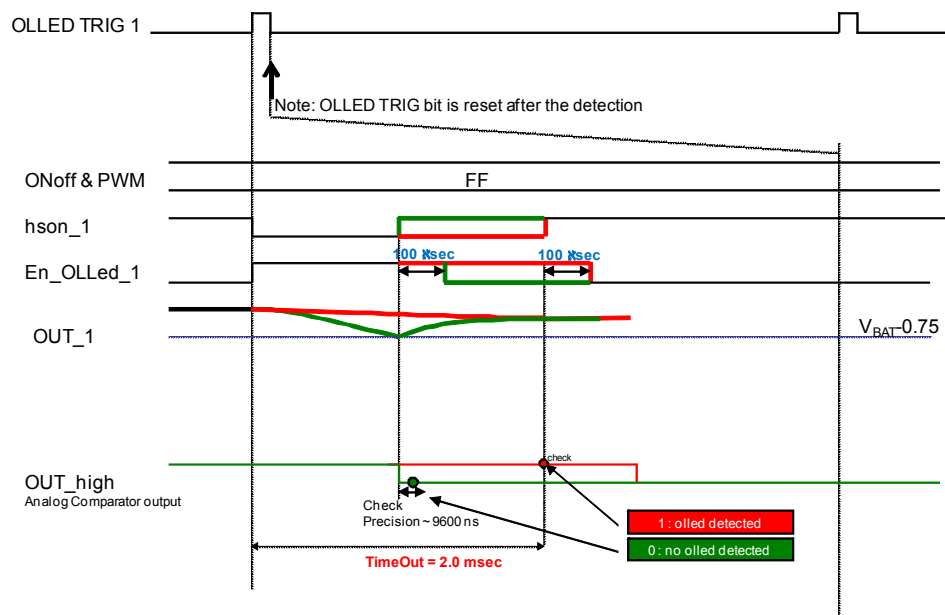 OLLED TRIG 1
Note: OLLED TRIG bit is reset after the detection
ONoff & PWM
FF
hson_1
100 sec
100 sec
En_OLLed_1
OUT_1
VBAT-0.75
check
OUT_high
Analog Comparator output
Check
Precision ~ 9600 ns
1 : olled detected
0 : no olled detected
TimeOut = 2.0 msec